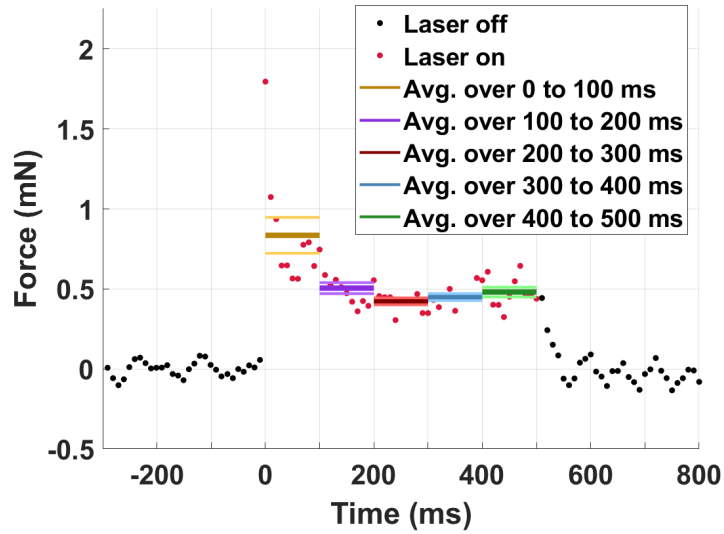 Laser off
Laser on
Avg. over 0 to 100 ms
Avg. over 100 to 200 ms
Avg. over 200 to 300 ms
Avg. over 300 to 400 ms
Avg. over 400 to 500 ms
2
1.5
1
0.5
0
-0.5
Force (mN)
-200
0
200
400
600
800
Time (ms)